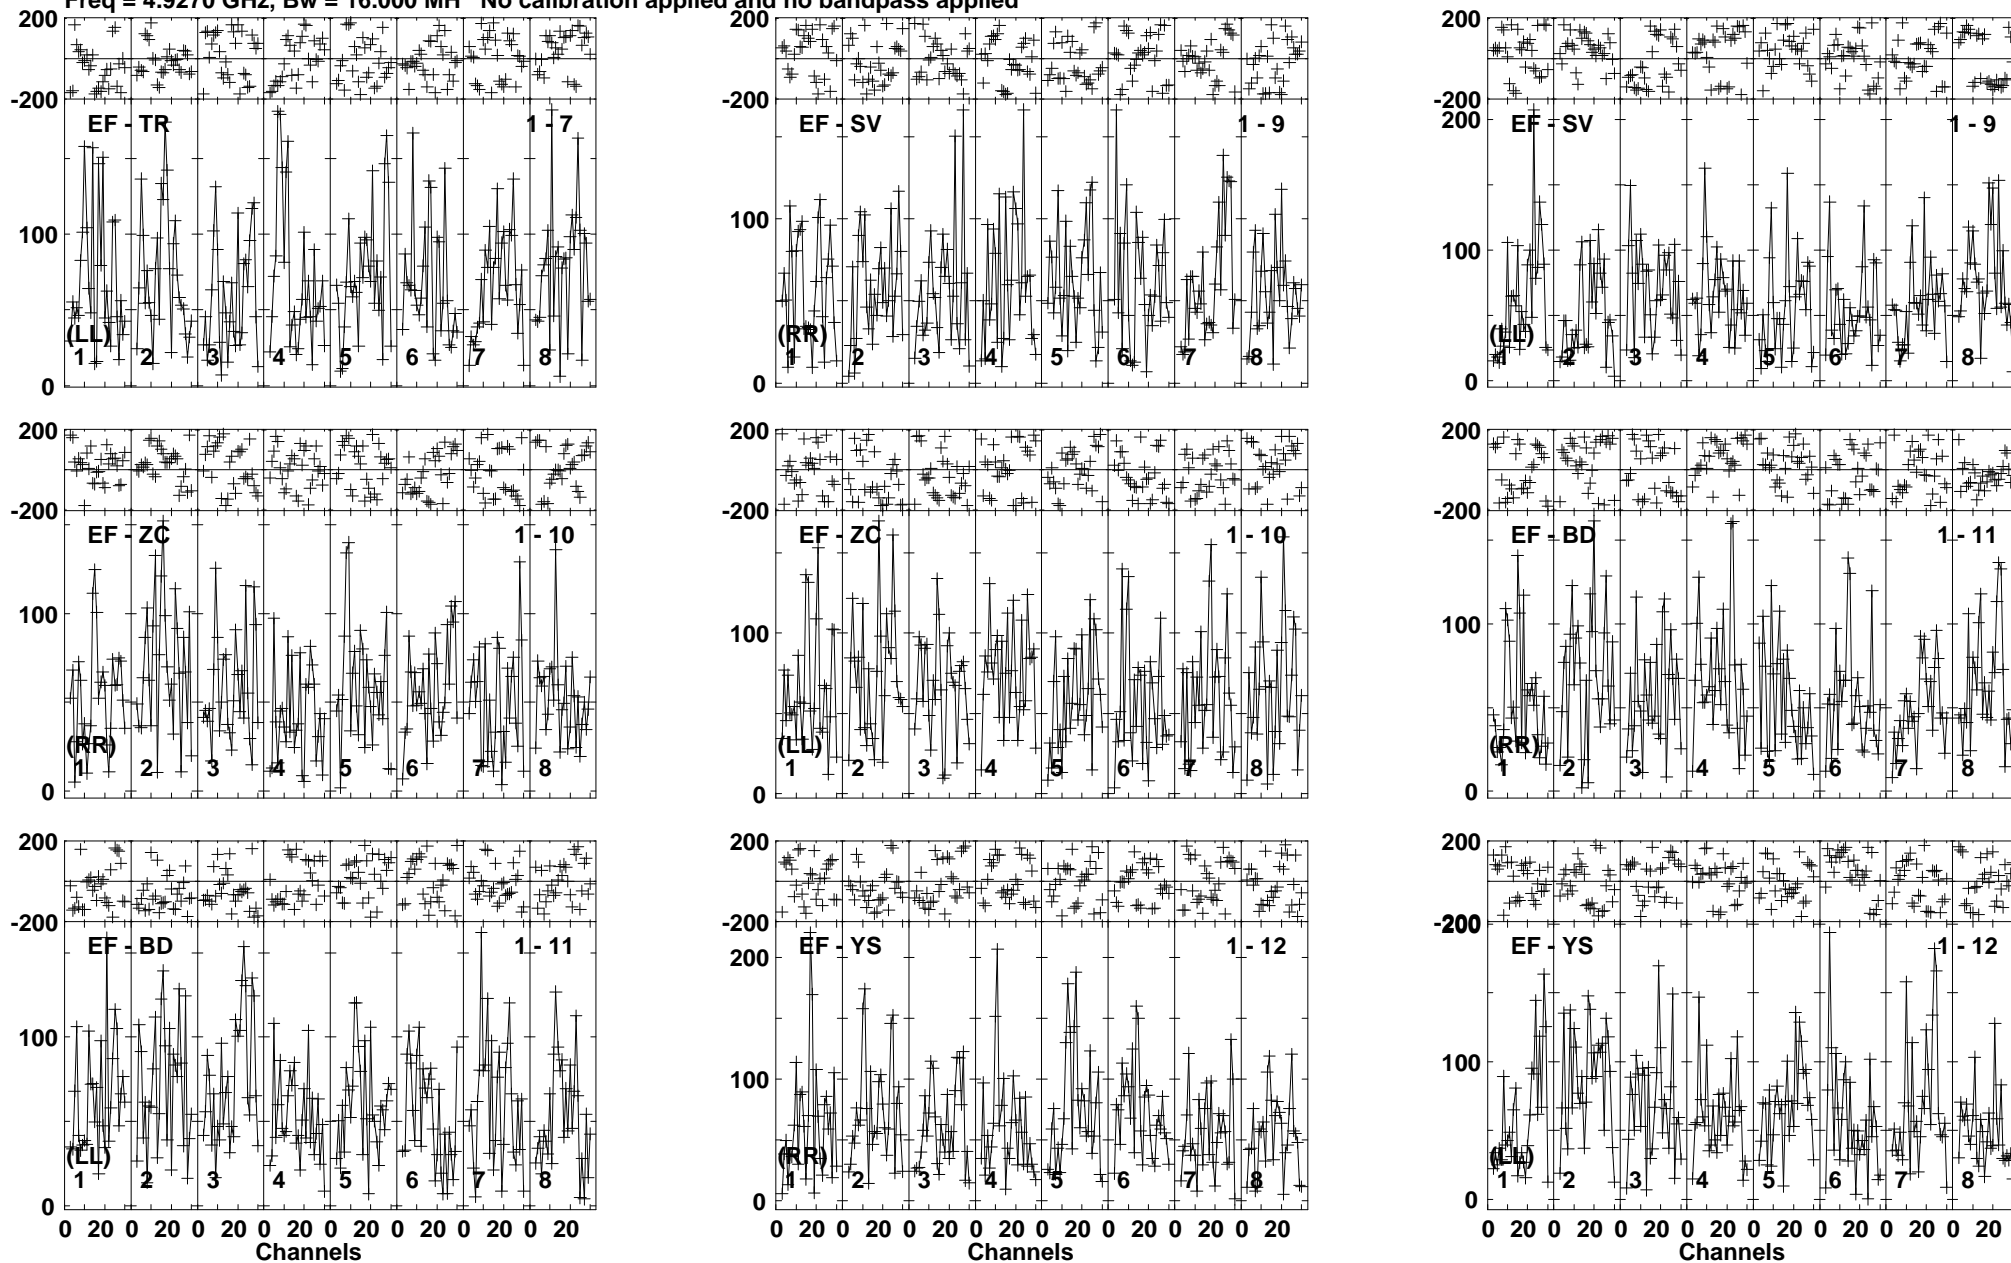 Freq = 4.9270 GHz, Bw = 16.000 MH No calibration applied and no bandpass applied
200 200 200
-200 -200 -200
EF - TR 1 - 7 EF - SV 1 - 9 EF - SV 1 - 9
200
100 100 100
(LL) (RR) (LL)
1 2 3 4 5 6 7 8 1 2 3 4 5 6 7 8 1 2 3 4 5 6 7 8
0 0 0
200 200 200
-200 -200 -200
EF - ZC 1 - 10 EF - ZC 1 - 10 EF - BD 1 - 11
100 100 100
(RR) (LL) (RR)
1 2 3 4 5 6 7 8 1 2 3 4 5 6 7 8 1 2 3 4 5 6 7 8
0 0 0
200 200 200
-200 -200 -200
200
EF - BD 1 - 11 EF - YS 1 - 12 EF - YS 1 - 12
200
100 100 100
(LL) (RR) (LL)
1 2 3 4 5 6 7 8 1 2 3 4 5 6 7 8 1 2 3 4 5 6 7 8
0 0 0
0 20 0 20 0 20 0 20 0 20 0 20 0 20 0 20 0 20 0 20 0 20 0 20 0 20 0 20 0 20 0 20 0 20 0 20 0 20 0 20 0 20 0 20 0 20 0 20
Channels Channels Channels